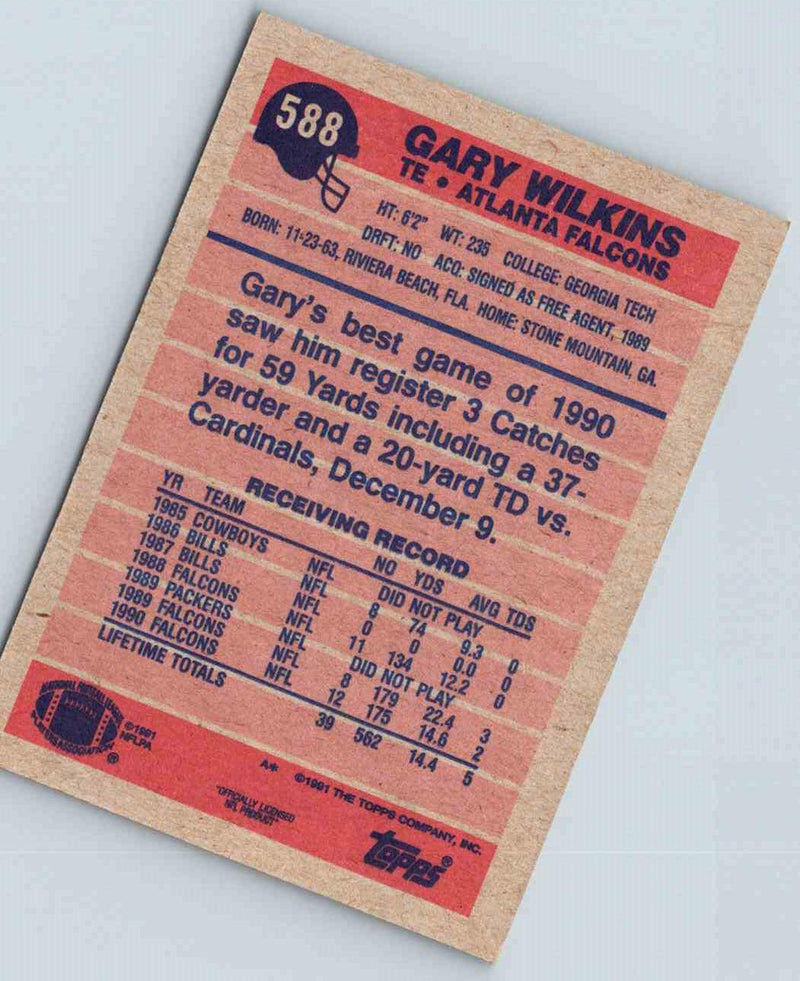 588
GARY WILKINS
TE • ATLANTA FALCONS
HT: 6'2" WT: 235 COLLEGE: GEORGIA TECH
DRFT: NO ACQ: SIGNED AS FREE AGENT, 1989
BORN: 11-23-63, RIVIERA BEACH, FLA. HOME: STONE MOUNTAIN, GA.
Gary's best game of 1990
saw him register 3 Catches
for 59 Yards including a 37-
yarder and a 20-yard TD vs.
Cardinals, December 9.
RECEIVING RECORD
YR TEAM NO YDS AVG TDS
1985 COWBOYS NFL DID NOT PLAY
1986 BILLS NFL 8 74 9.3 0
1987 BILLS NFL 0 0 0.0 0
1988 FALCONS NFL 11 134 12.2 0
1989 PACKERS NFL DID NOT PLAY
1989 FALCONS NFL 8 179 22.4 3
1990 FALCONS NFL 12 175 14.6 2
LIFETIME TOTALS 39 562 14.4 5
NATIONAL FOOTBALL LEAGUE
PLAYERS ASSOCIATION ®
©1991
NFLPA
A* ©1991 THE TOPPS COMPANY, INC.
"OFFICIALLY LICENSED
NFL PRODUCT"
TOPPS®